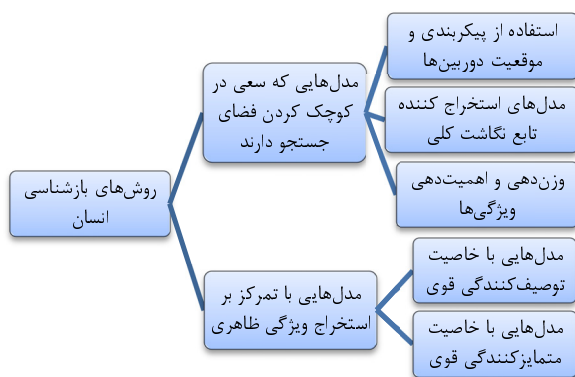 روش‌های بازشناسی
انسان
مدل‌هایی که سعی در
کوچک کردن فضای
جستجو دارند
استفاده از پیکربندی و
موقعیت دوربین‌ها
مدل‌های استخراج کننده
تابع نگاشت کلی
وزن‌دهی و اهمیت‌دهی
ویژگی‌ها
مدل‌هایی با تمرکز بر
استخراج ویژگی ظاهری
مدل‌هایی با خاصیت
توصیف‌کنندگی قوی
مدل‌هایی با خاصیت
متمایزکنندگی قوی